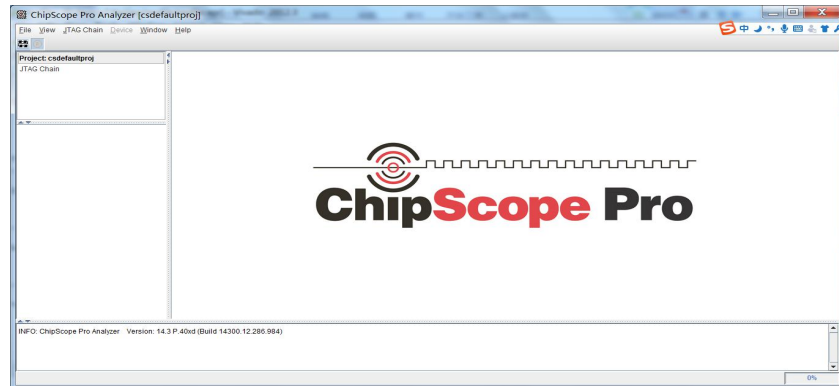 ChipScope Pro Analyzer [csdefaultproj]
File View JTAG Chain Device Window Help
中
Project: csdefaultproj
JTAG Chain
ChipScope Pro
INFO: ChipScope Pro Analyzer Version: 14.3 P.40xd (Build 14300.12.286.984)
0%